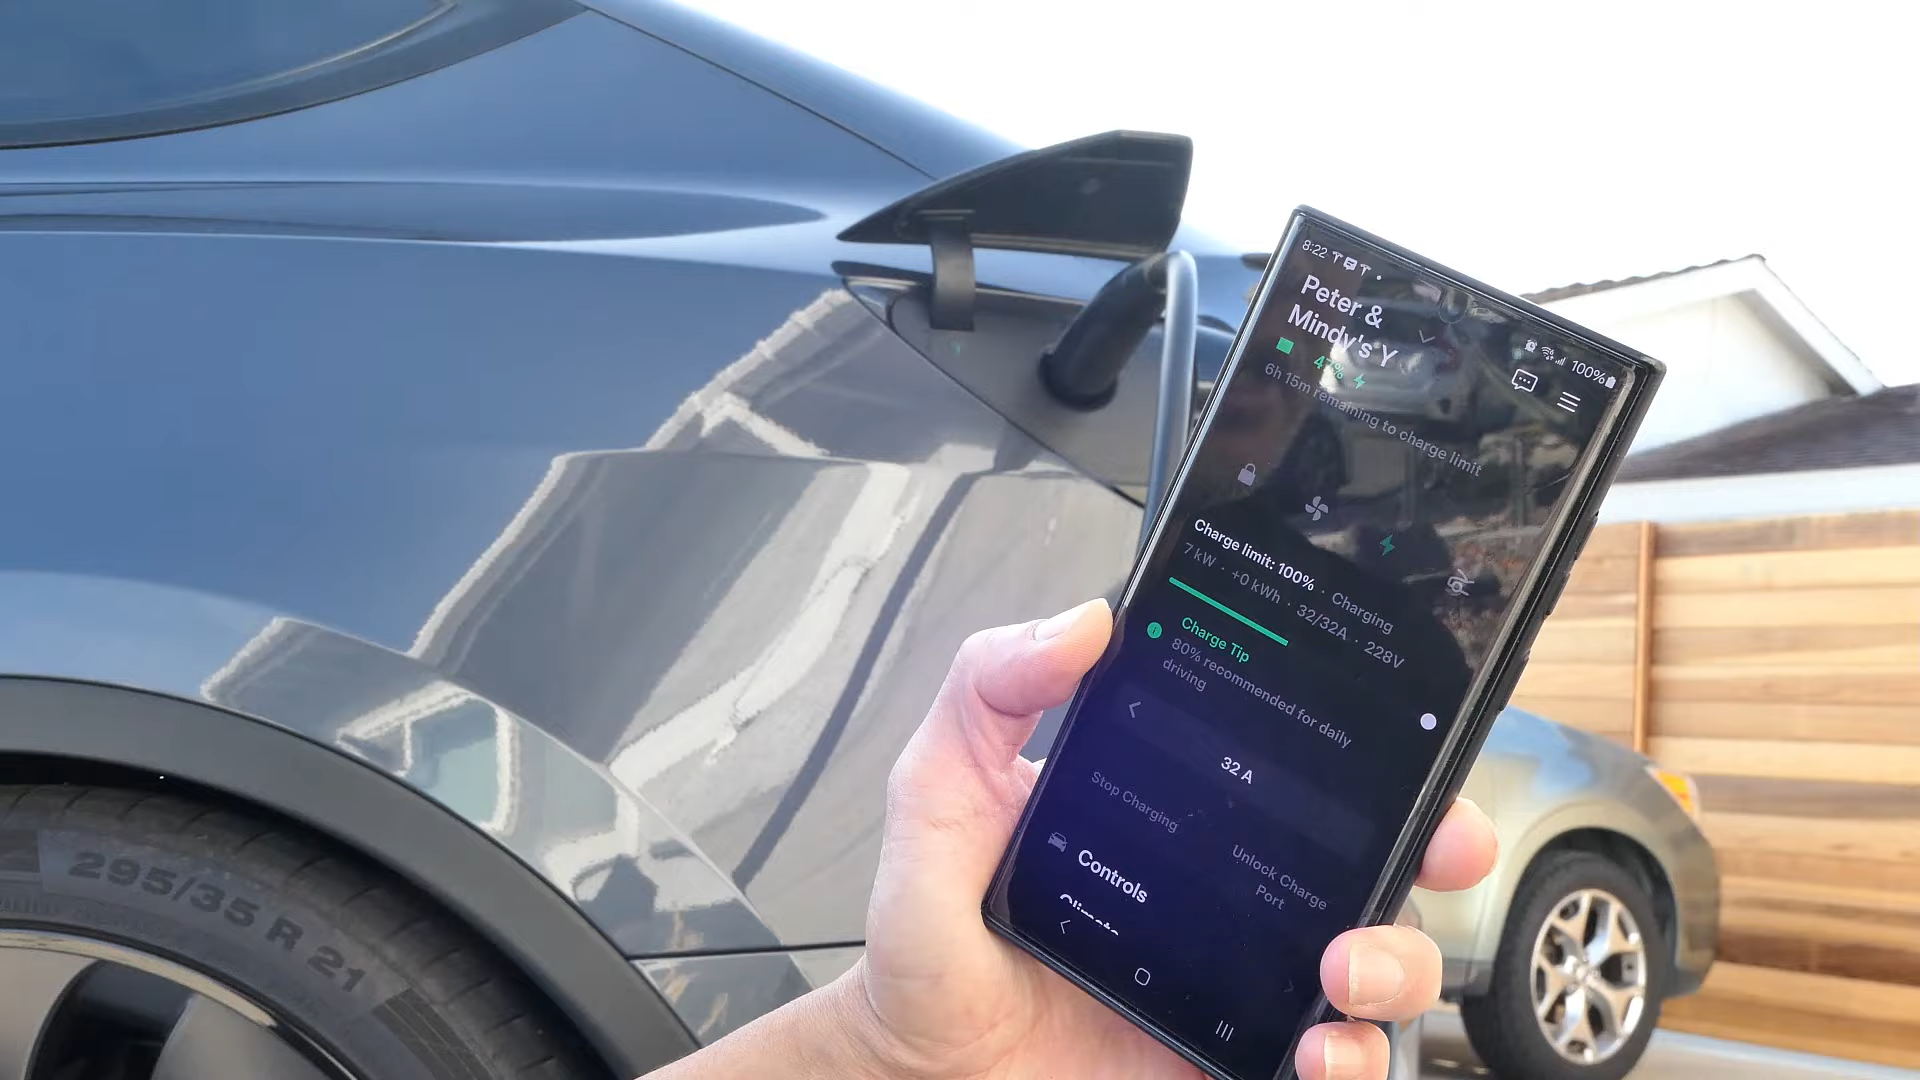 8:22
100%
Peter &
Mindy's Y
47%
6h 15m remaining to charge limit
Charge limit: 100% · Charging
7 kW · +0 kWh · 32/32A · 228V
Charge Tip
80% recommended for daily
driving
32 A
Stop Charging
Unlock Charge
Port
Controls
Climate
295/35 R 21